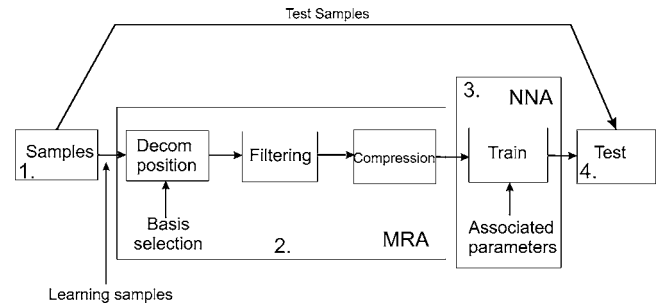 Test Samples
3.
NNA
Samples
1.
Decom
position
Filtering
Compression
Train
Test
4.
Basis
selection
2.
MRA
Associated
parameters
Learning samples